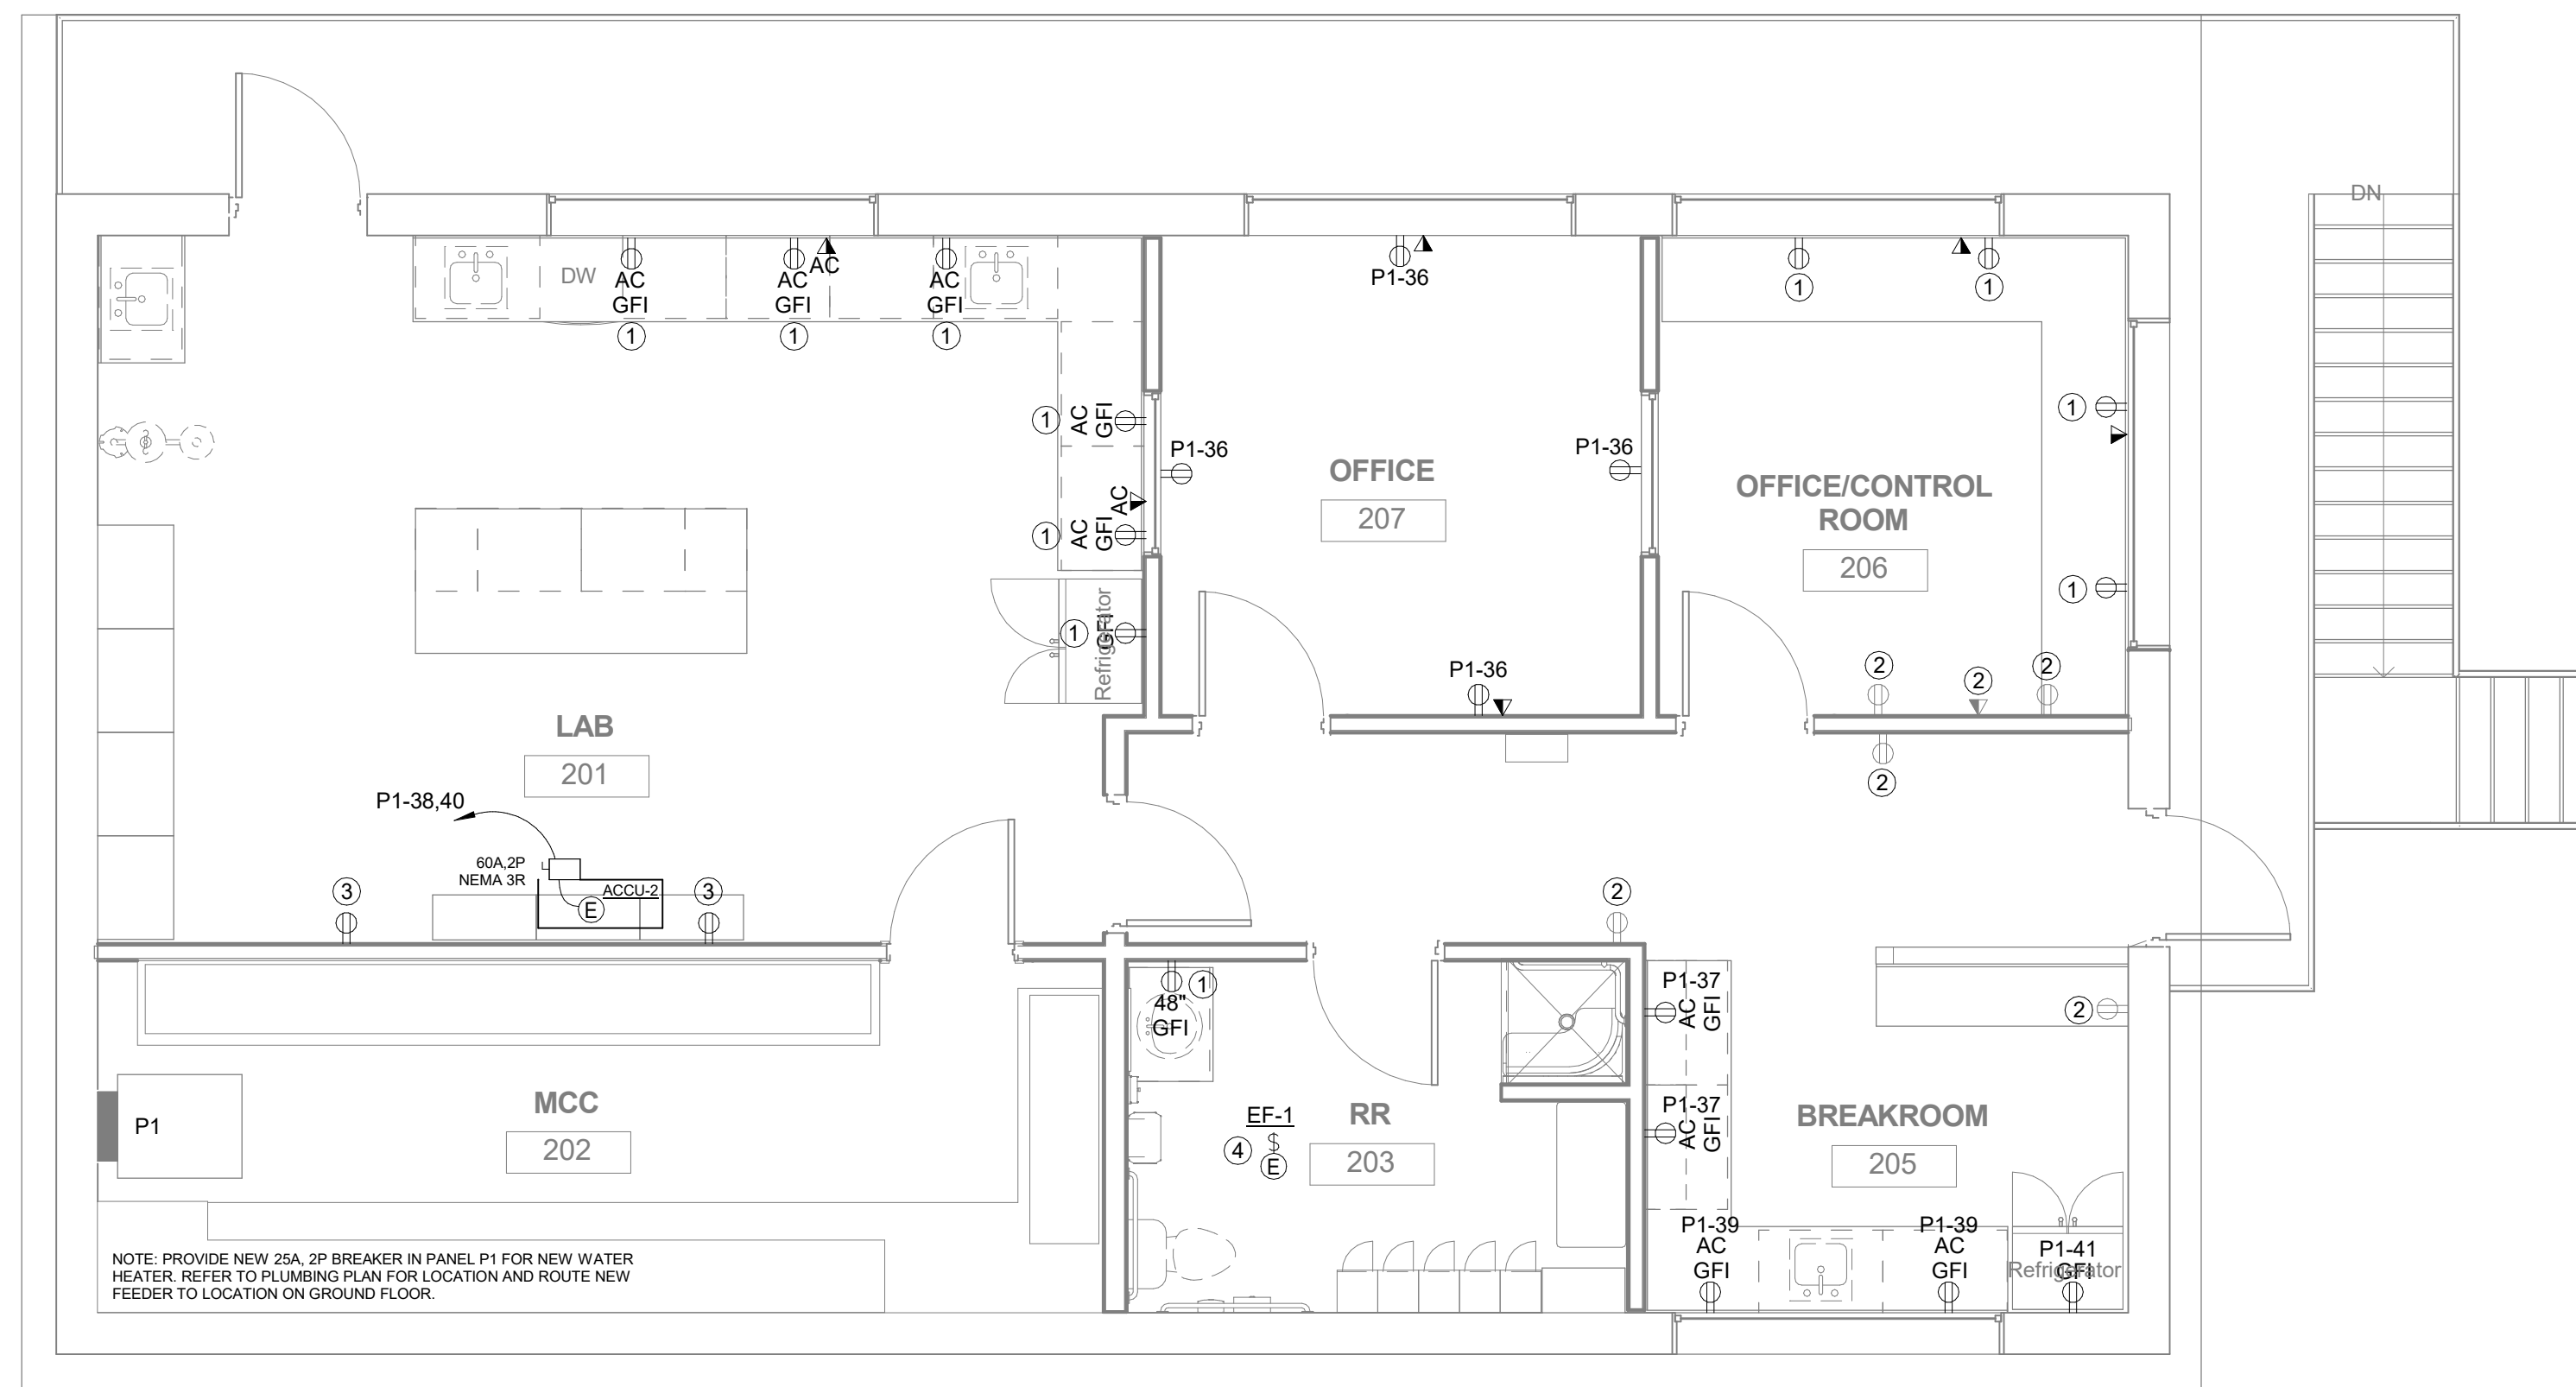 DN
DW
AC
GFI
1
AC
GFI
1
AC
AC
GFI
1
P1-36
1
1
1
AC
GFI
P1-36
P1-36
1
OFFICE
207
OFFICE/CONTROL
ROOM
206
AC
1
AC
GFI
1
1
GFI
Refrigerator
P1-36
2
2
2
LAB
201
2
P1-38,40
60A,2P
NEMA 3R
ACCU-2
E
3
3
2
1
48"
GFI
P1-37
AC
GFI
2
MCC
202
P1
EF-1
$
4
E
RR
203
P1-37
AC
GFI
BREAKROOM
205
P1-39
AC
GFI
P1-39
AC
GFI
P1-41
GFI
Refrigerator
NOTE: PROVIDE NEW 25A, 2P BREAKER IN PANEL P1 FOR NEW WATER
HEATER. REFER TO PLUMBING PLAN FOR LOCATION AND ROUTE NEW
FEEDER TO LOCATION ON GROUND FLOOR.